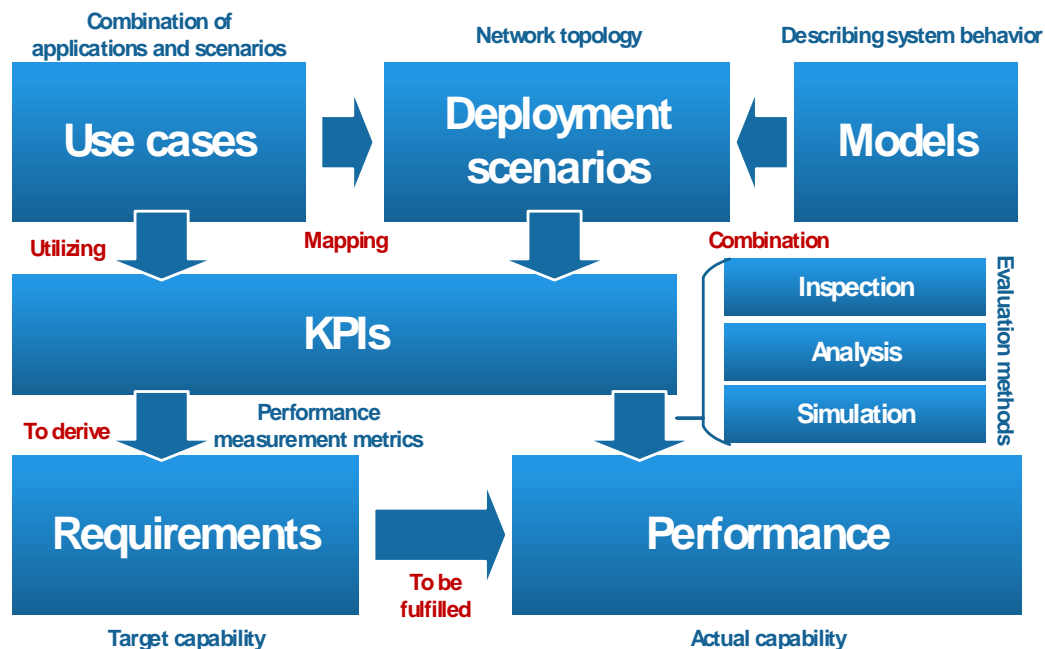 Combination of
applications and scenarios
Network topology
Describing system behavior
Use cases
Deployment
scenarios
Models
Utilizing
Mapping
Combination
KPIs
Inspection
Analysis
Simulation
Evaluation methods
To derive
Performance
measurement metrics
Requirements
Performance
To be
fulfilled
Target capability
Actual capability